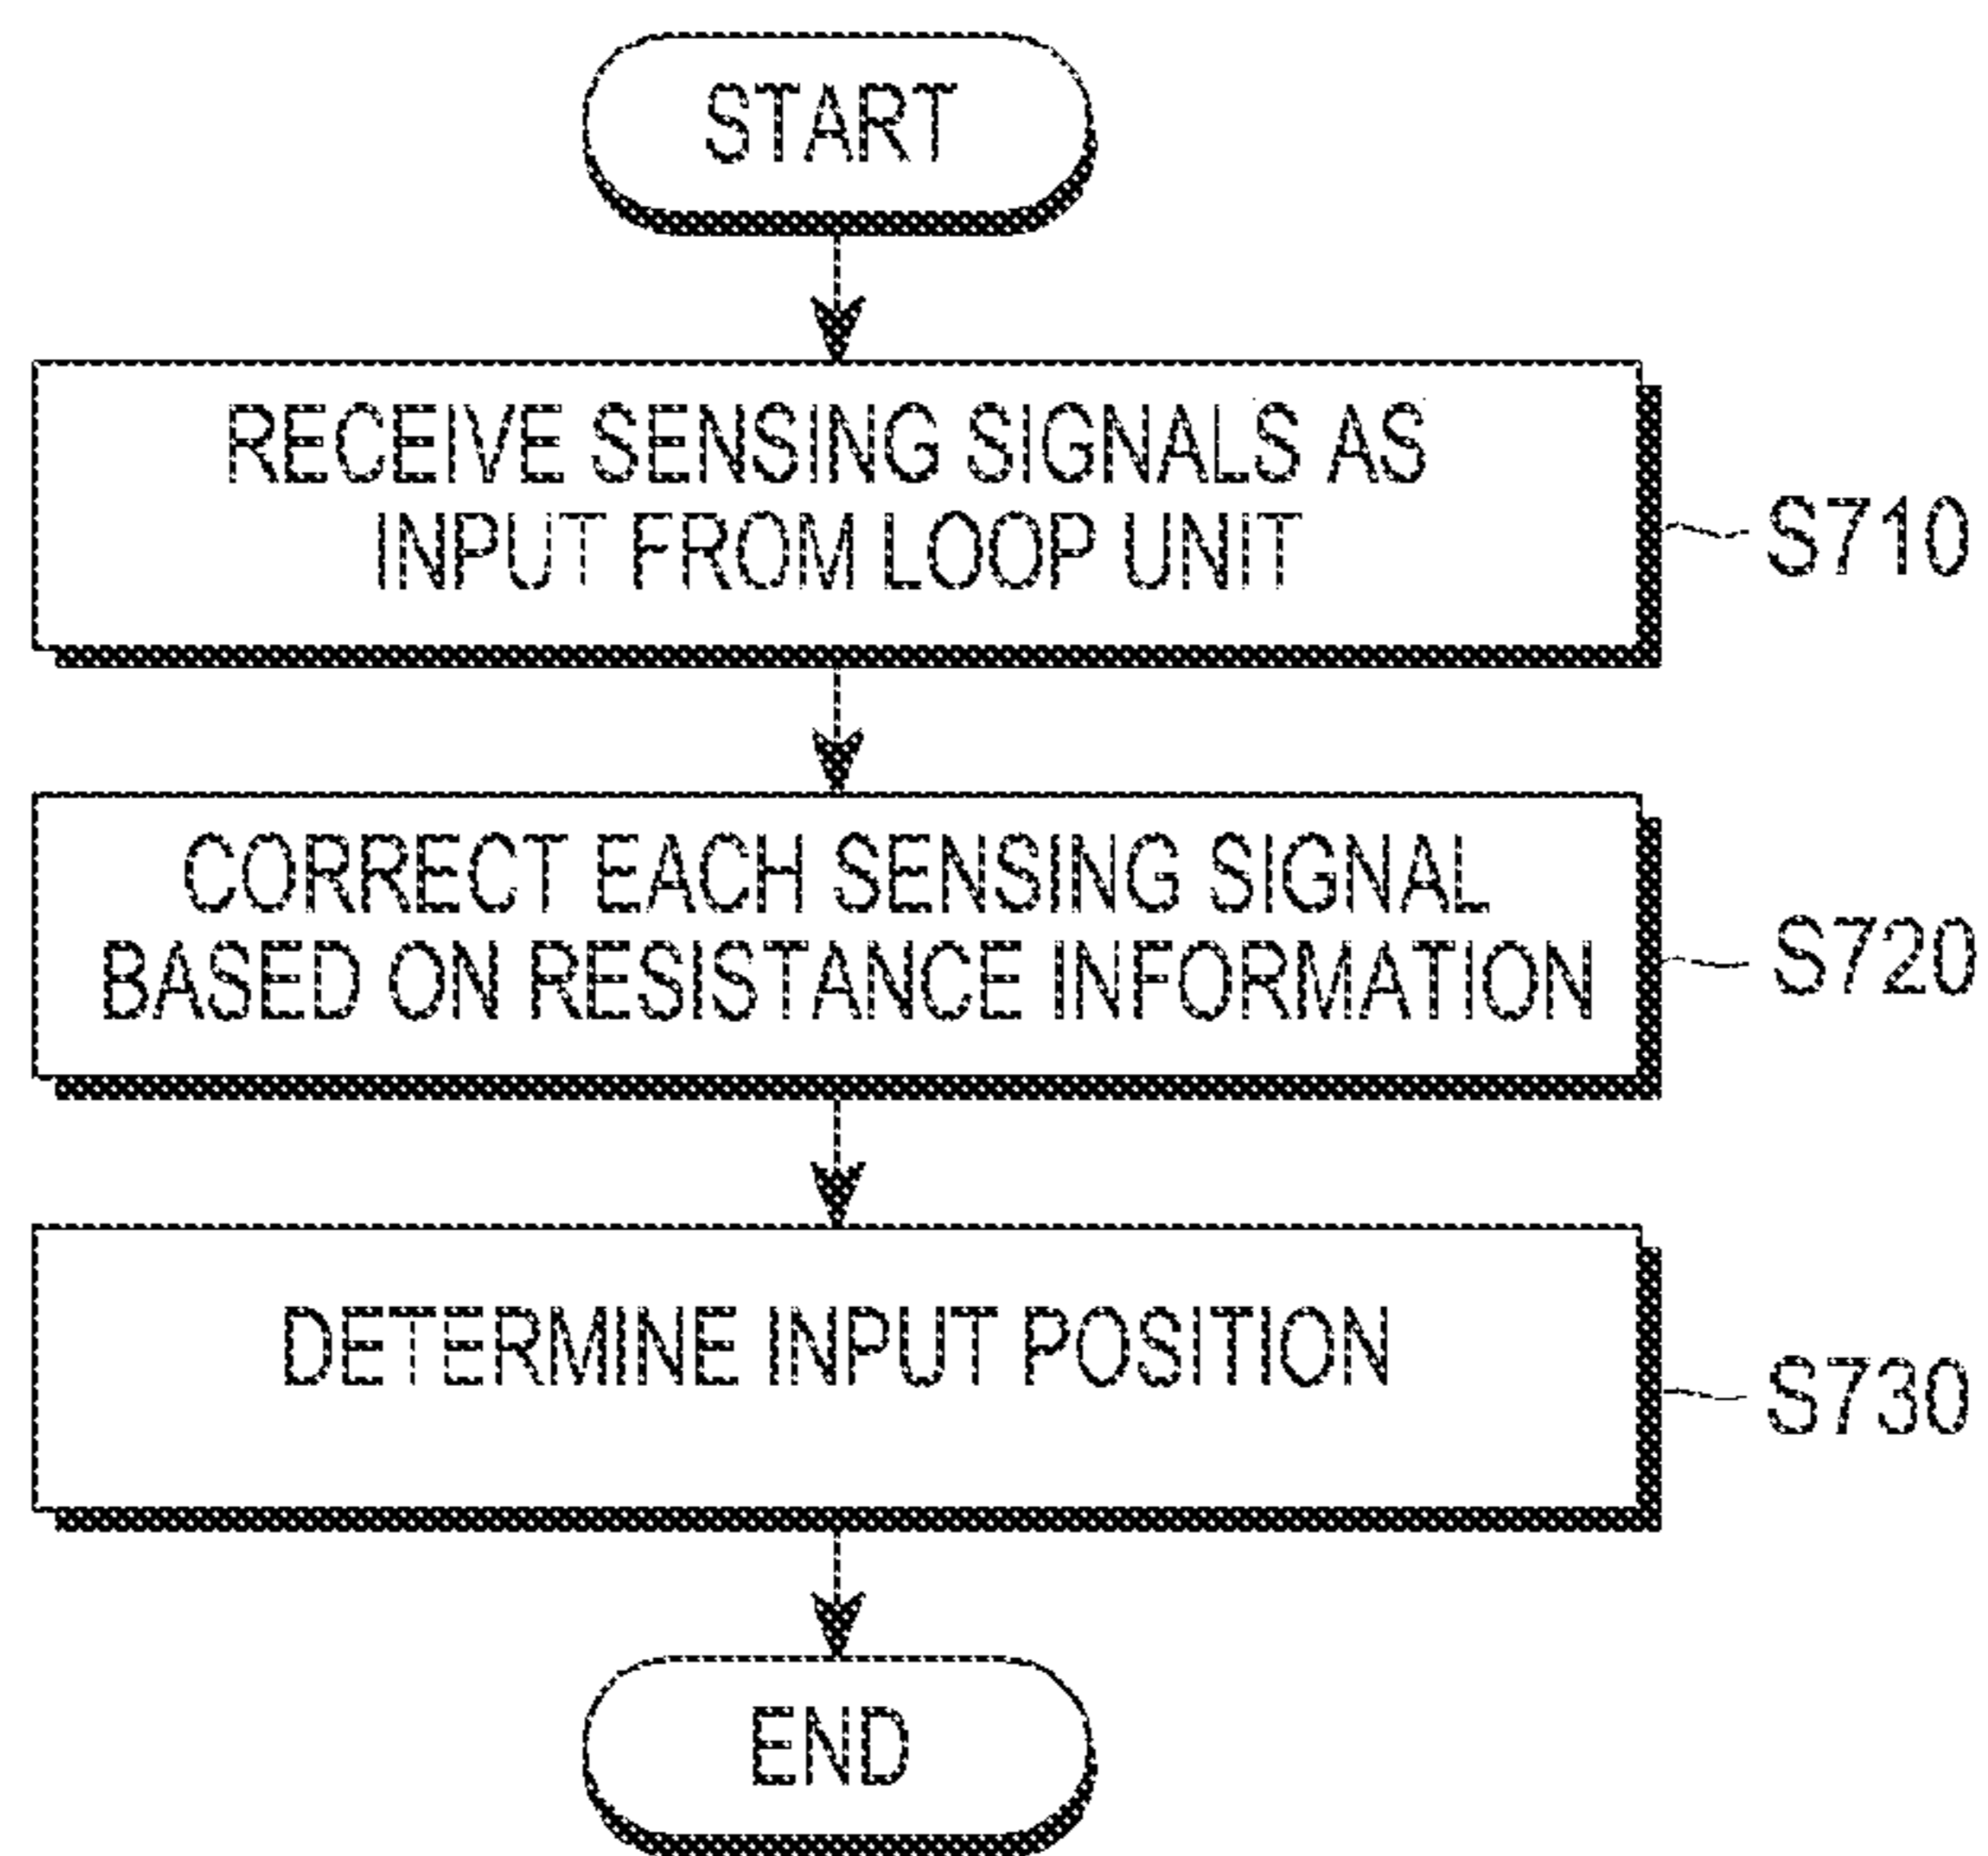 START
RECEIVE SENSING SIGNALS AS
INPUT FROM LOOP UNIT
S710
CORRECT EACH SENSING SIGNAL
BASED ON RESISTANCE INFORMATION
S720
DETERMINE INPUT POSITION
S730
END